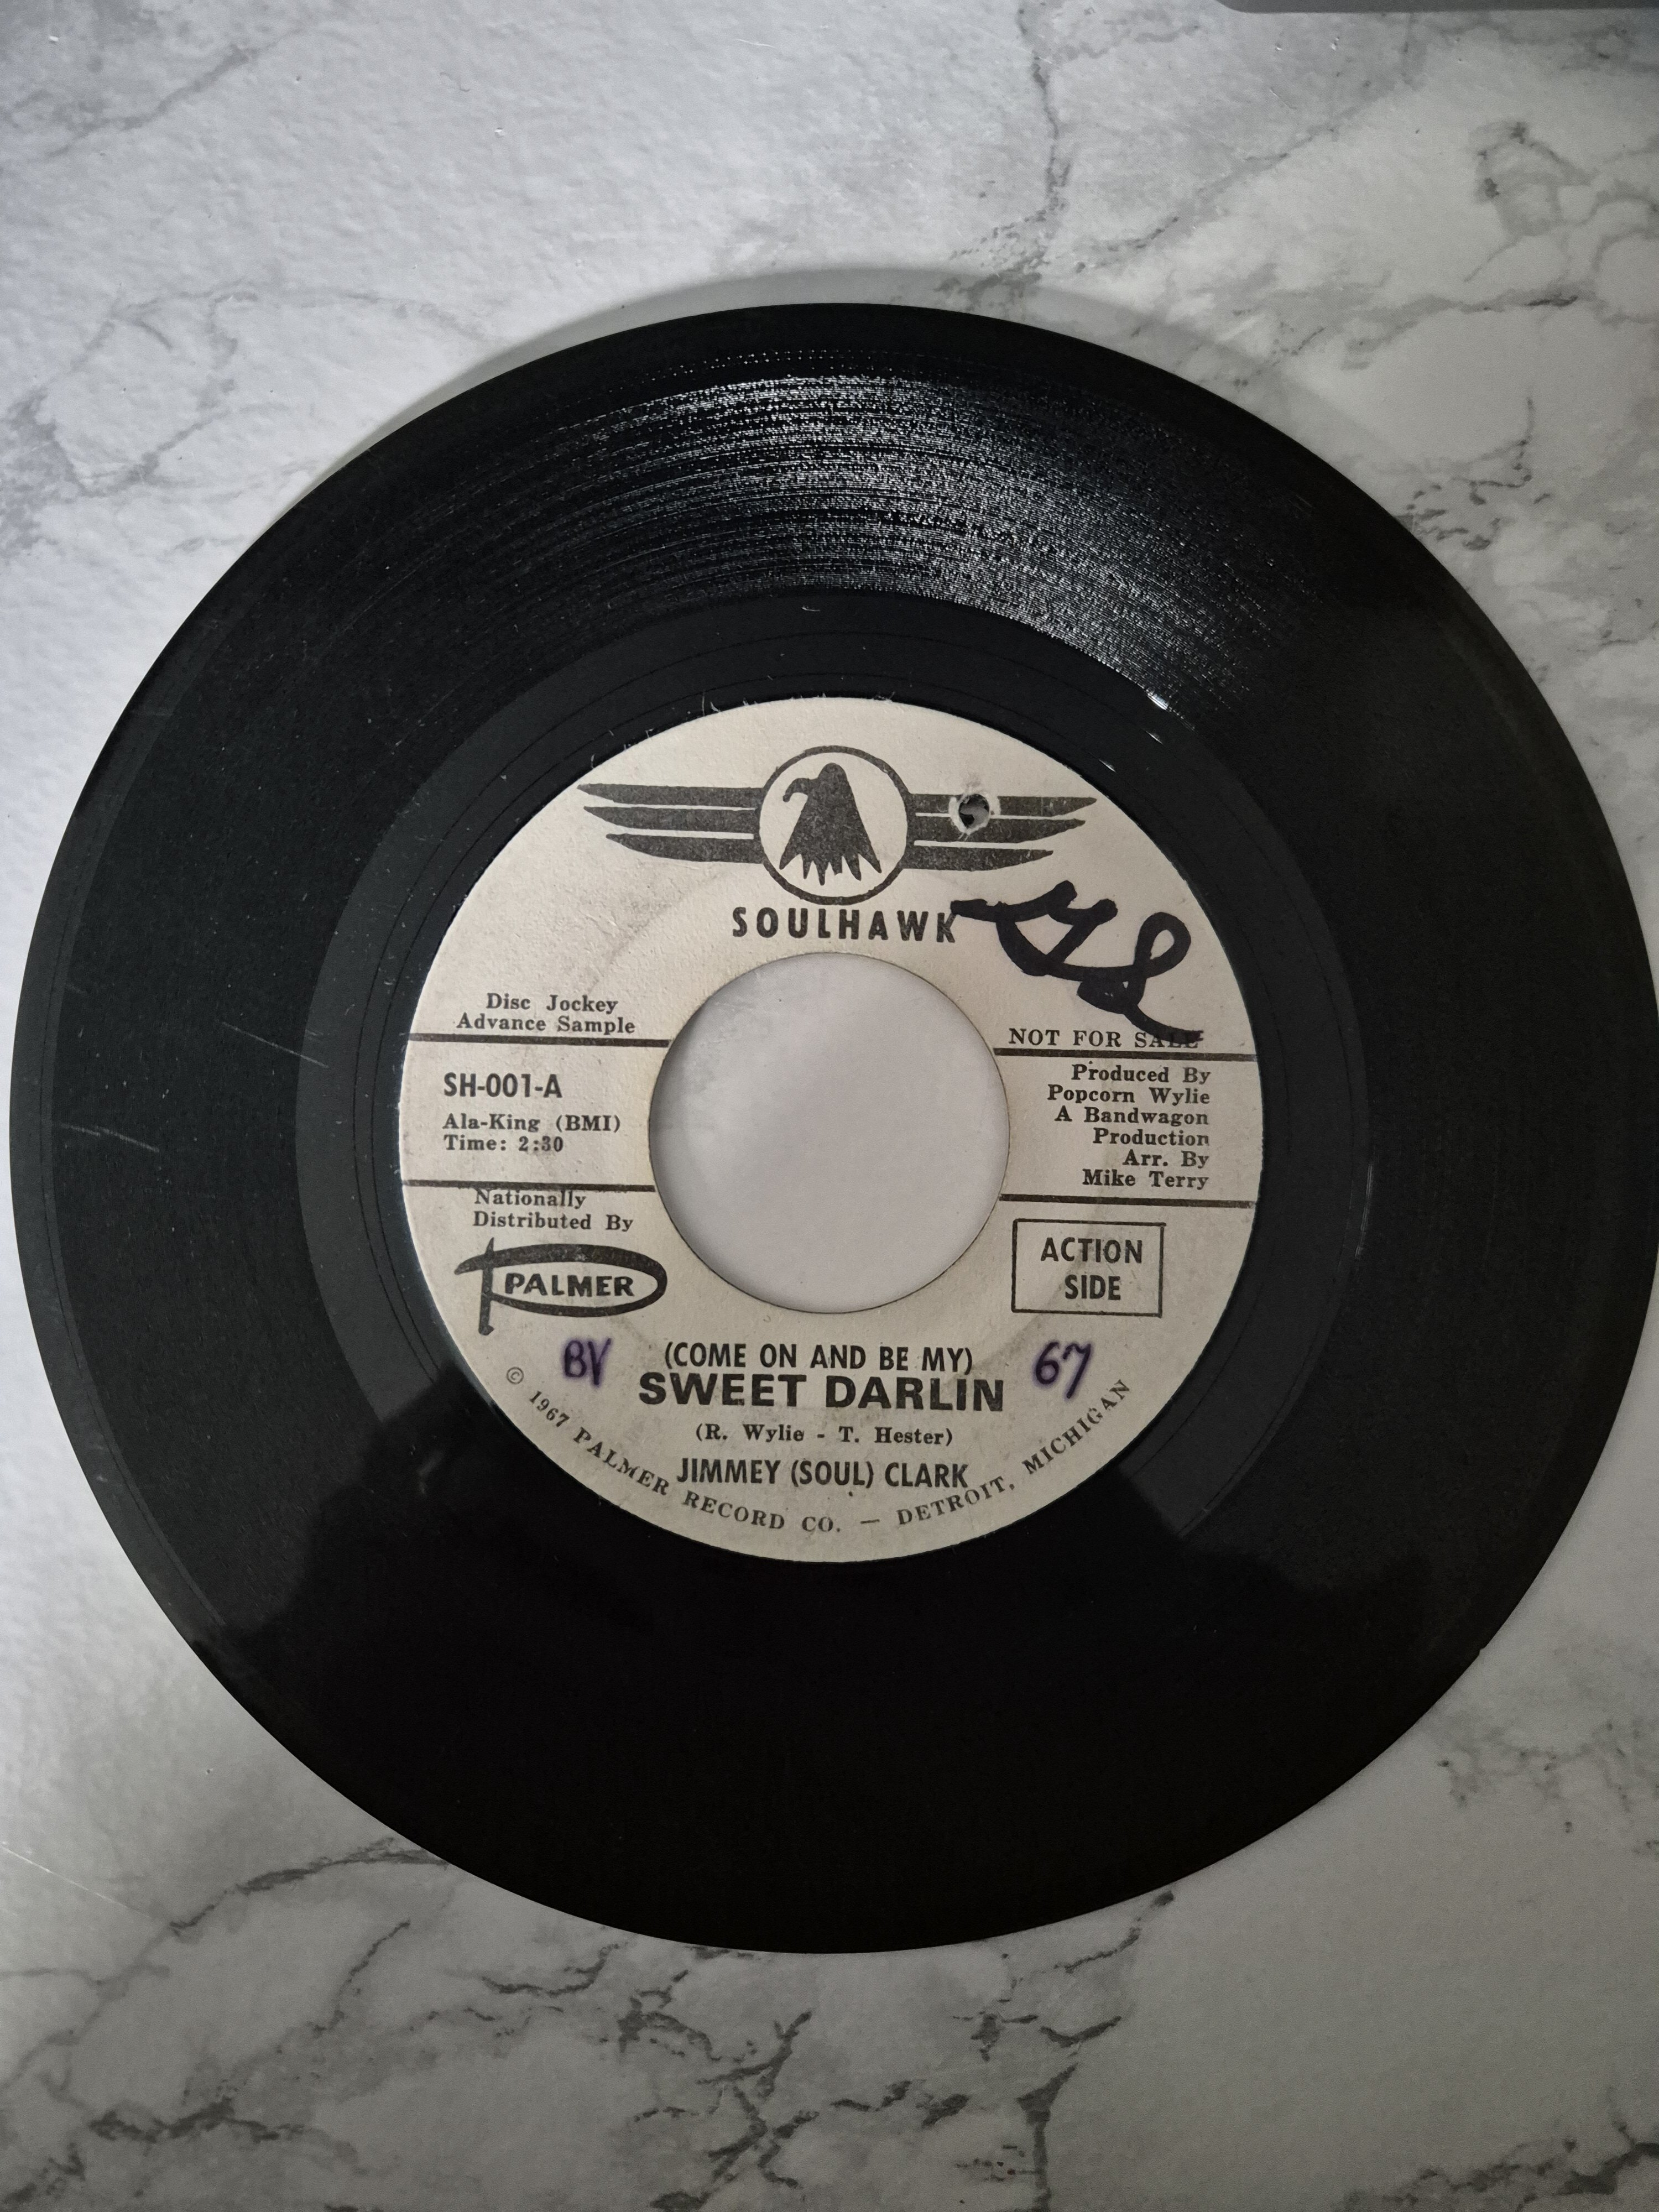 SOULHAWK
Disc Jockey
Advance Sample
NOT FOR SALE
SH-001-A
Ala-King (BMI)
Time: 2:30
Produced By
Popcorn Wylie
A Bandwagon
Production
Arr. By
Mike Terry
Nationally
Distributed By
PALMER
ACTION
SIDE
BV
67
(COME ON AND BE MY)
SWEET DARLIN
(R. Wylie - T. Hester)
JIMMEY (SOUL) CLARK
© 1967 PALMER RECORD CO. — DETROIT, MICHIGAN